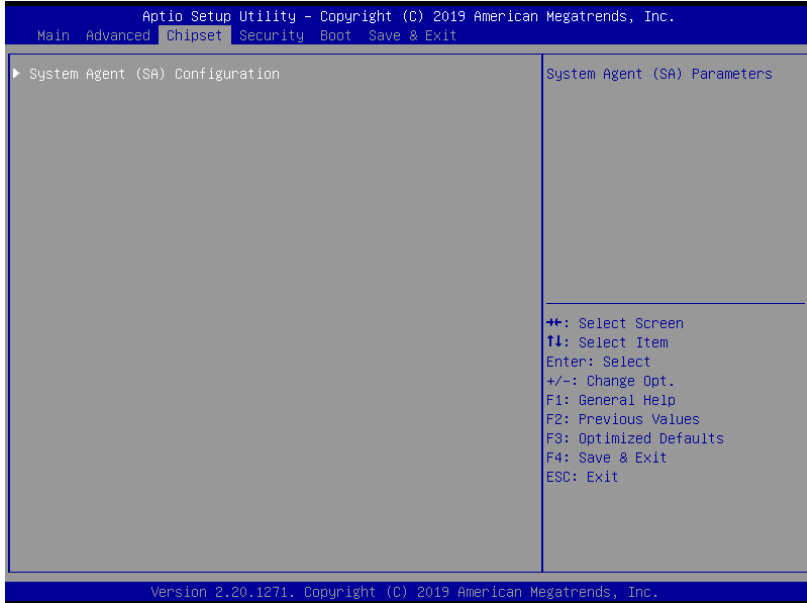 Aptio Setup Utility – Copyright (C) 2019 American Megatrends, Inc.
Main Advanced Chipset Security Boot Save & Exit
▶ System Agent (SA) Configuration
System Agent (SA) Parameters
→←: Select Screen
↑↓: Select Item
Enter: Select
+/-: Change Opt.
F1: General Help
F2: Previous Values
F3: Optimized Defaults
F4: Save & Exit
ESC: Exit
Version 2.20.1271. Copyright (C) 2019 American Megatrends, Inc.